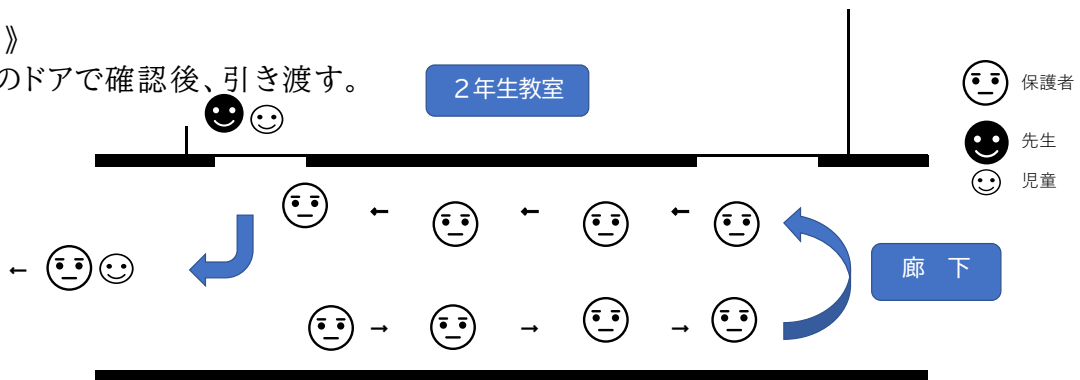 》
のドアで確認後、引き渡す。
２年生教室
保護者
先生
児童
廊　下